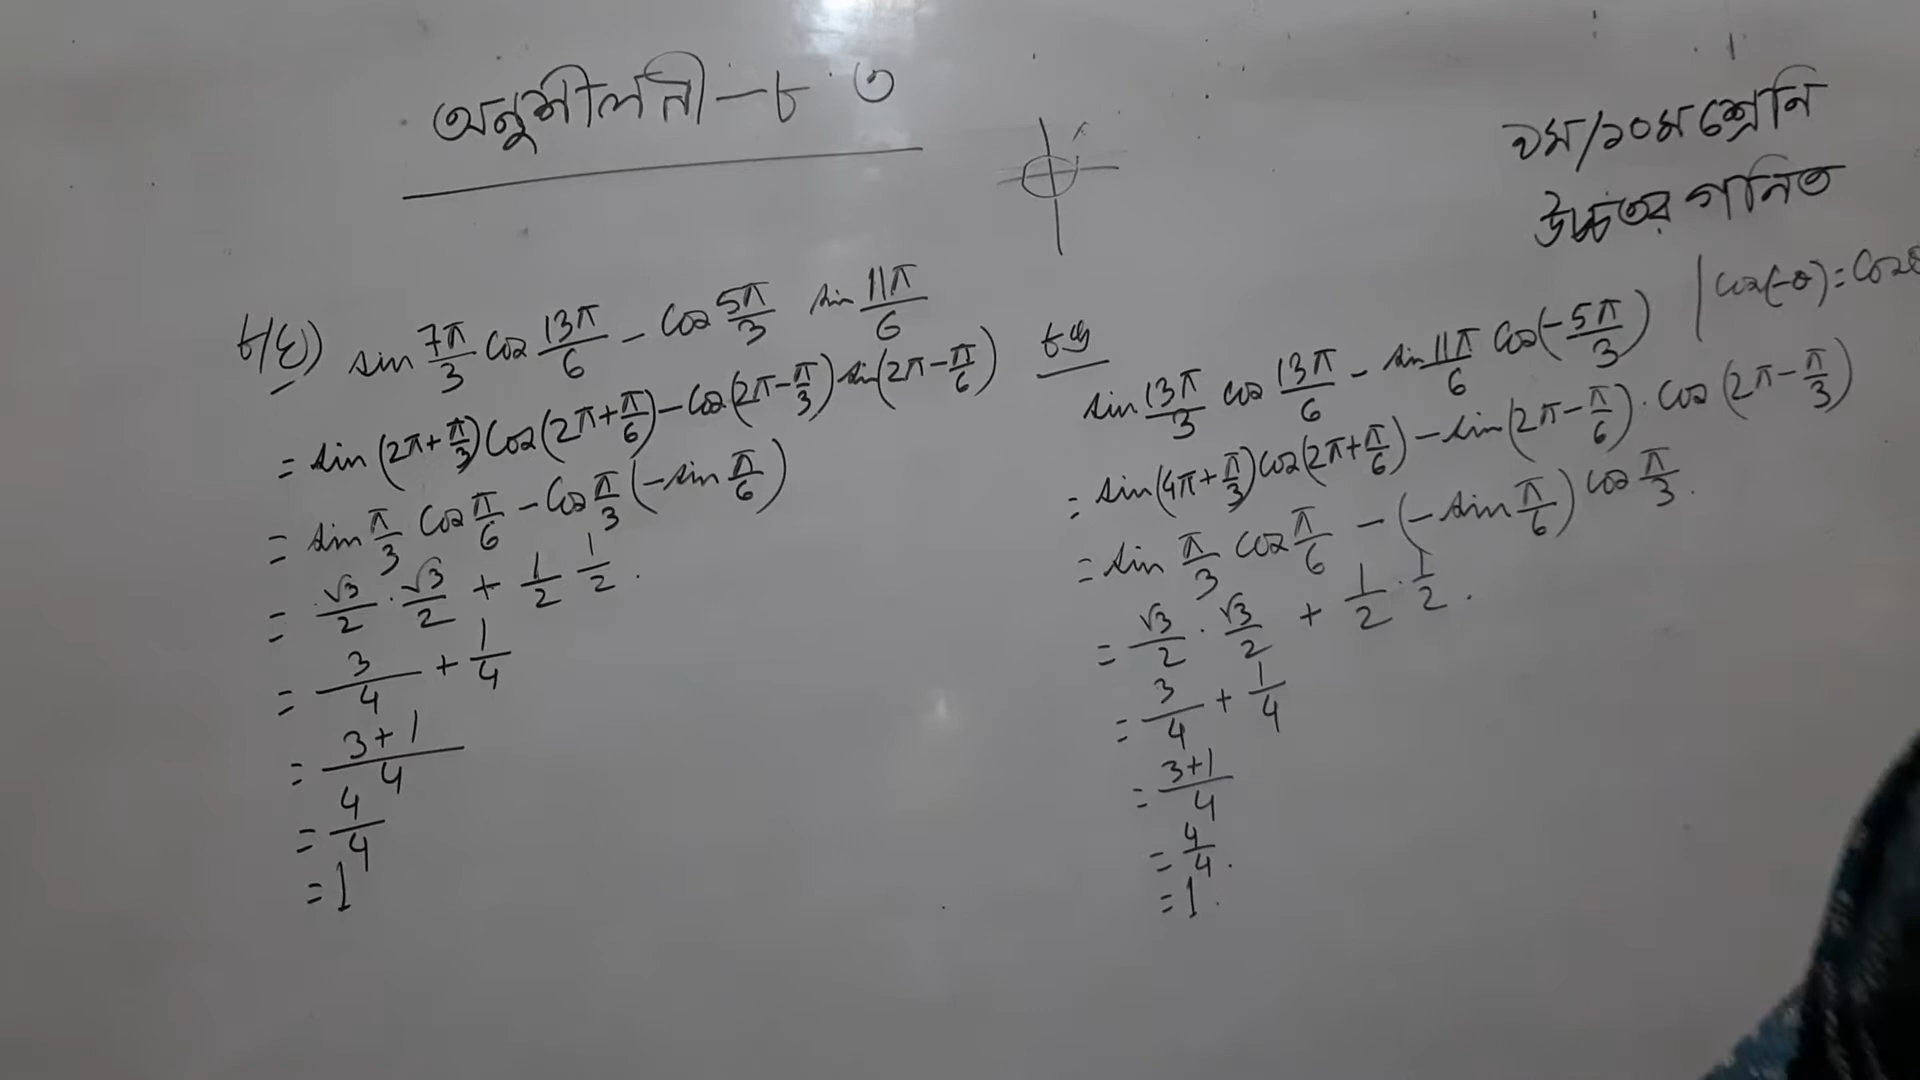 অনুশীলনী-৮ ৩
৯ম/১০ম শ্রেনি
উচ্চতর গনিত
৮/(ঙ) sin 7π/3 cos 13π/6 - cos 5π/3 sin 11π/6
= sin (2π+π/3) cos (2π+π/6) - cos (2π-π/3) sin (2π-π/6)
= sin π/3 cos π/6 - cos π/3 (-sin π/6)
= √3/2 . √3/2 + 1/2 1/2 .
= 3/4 + 1/4
= 3+1/4
= 4/4
= 1
sin 13π/3 cos 13π/6 - sin 11π/6 cos (-5π/3) | cos(-θ) = cosθ
= sin (4π+π/3) cos (2π+π/6) - sin (2π-π/6) . cos (2π-π/3)
= sin π/3 cos π/6 - (-sin π/6) cos π/3 .
= √3/2 . √3/2 + 1/2 . 1/2 .
= 3/4 + 1/4
= 3+1/4
= 4/4 .
= 1 .